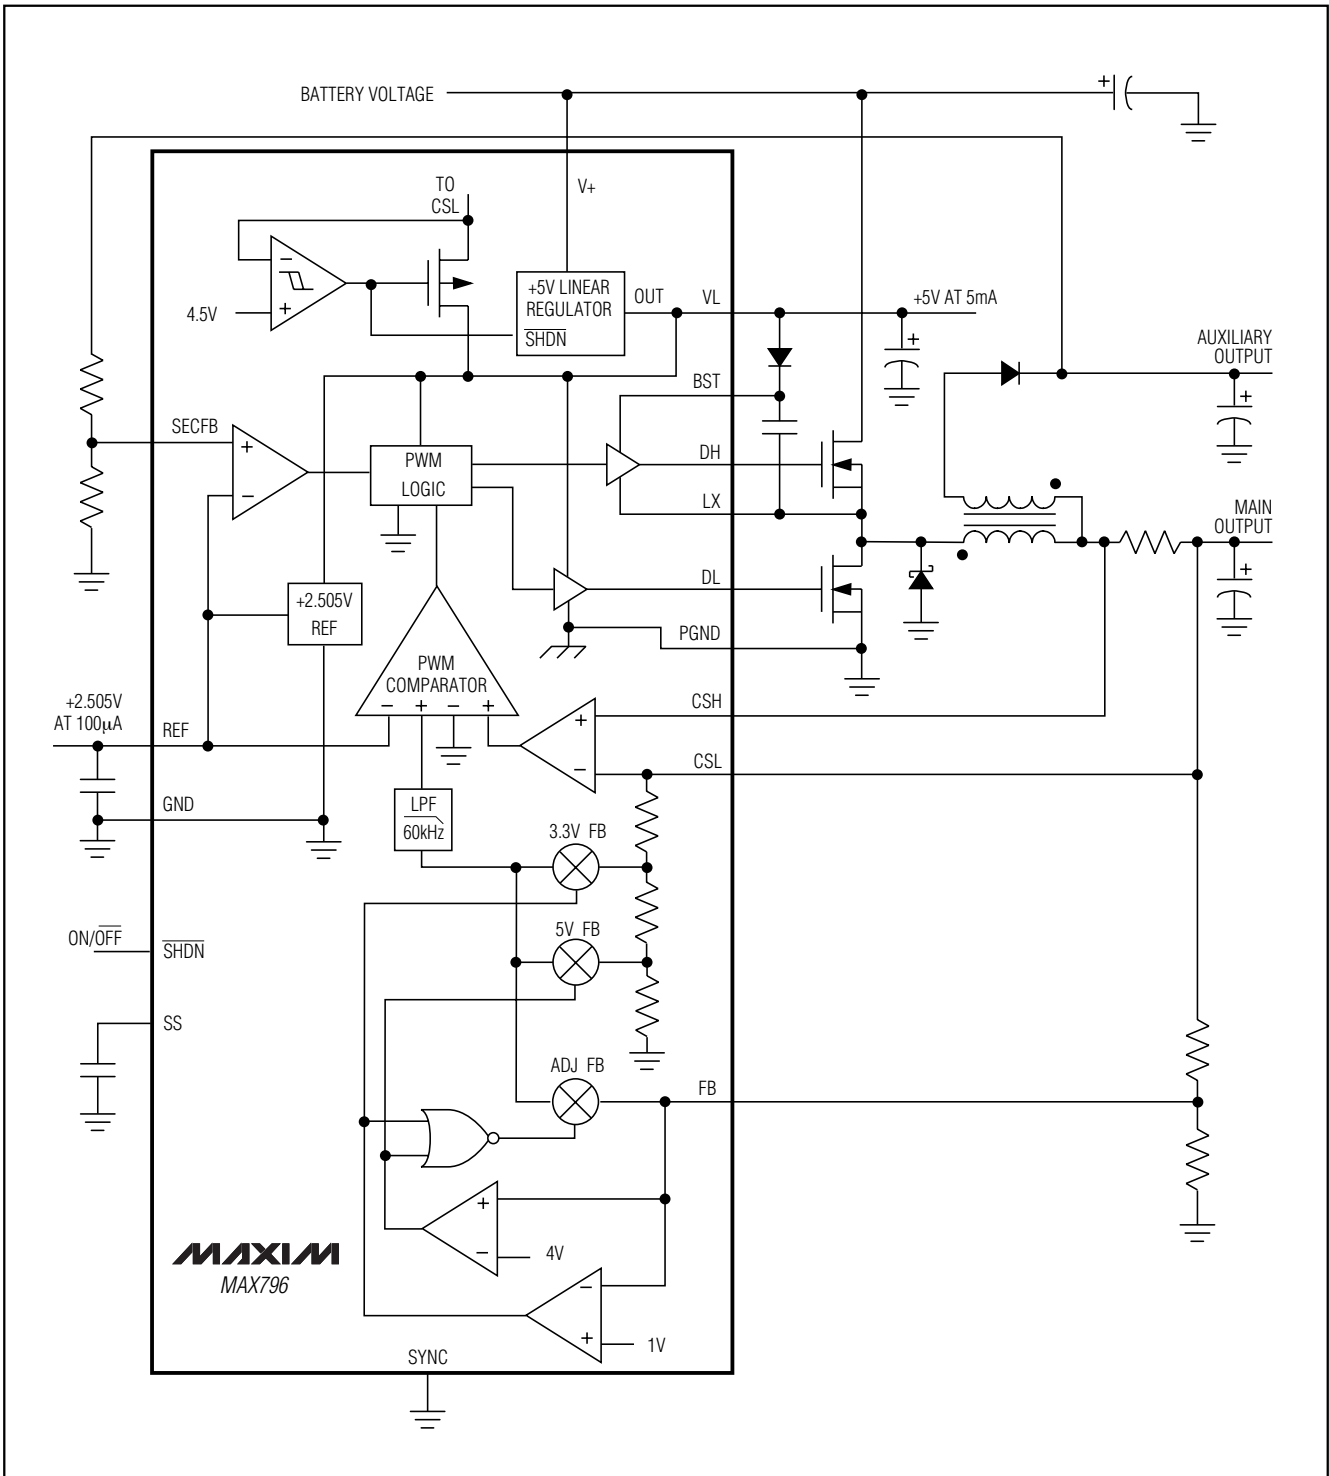 BATTERY VOLTAGE
+
TO
CSL
V+
−
+
4.5V
+5V LINEAR
REGULATOR
SHDN
OUT
VL
+5V AT 5mA
+
AUXILIARY
OUTPUT
+
BST
SECFB
+
−
PWM
LOGIC
DH
LX
MAIN
OUTPUT
+
DL
+2.505V
REF
PGND
PWM
COMPARATOR
− + − +
+2.505V
AT 100µA
REF
CSH
+
−
CSL
GND
LPF
60kHz
3.3V FB
5V FB
ON/OFF
SHDN
SS
ADJ FB
FB
+
−
4V
MAXIM
MAX796
−
+
1V
SYNC